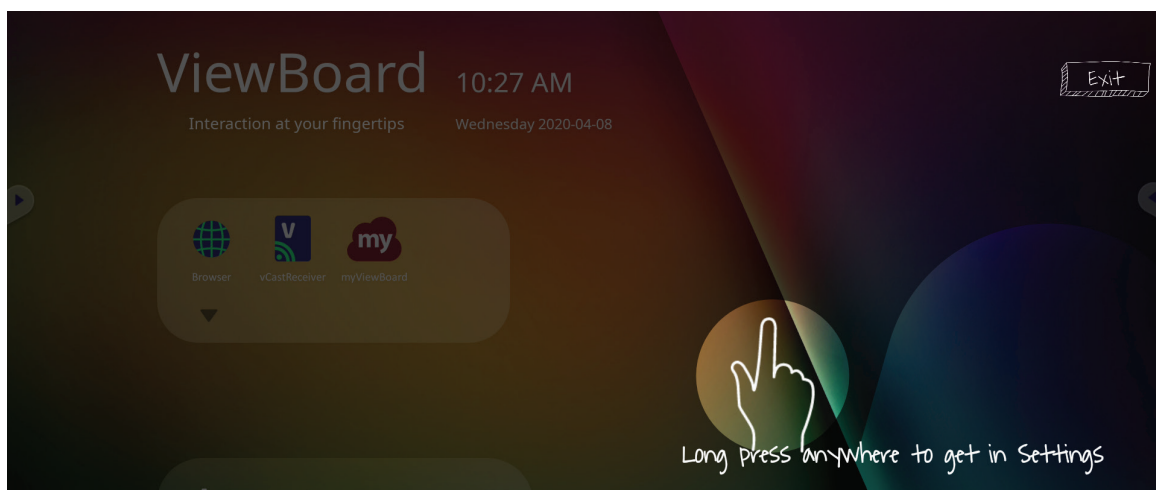 ViewBoard
10:27 AM
Exit
Interaction at your fingertips
Wednesday 2020-04-08
V
my
Browser
vCastReceiver
myViewBoard
Long press anywhere to get in Settings